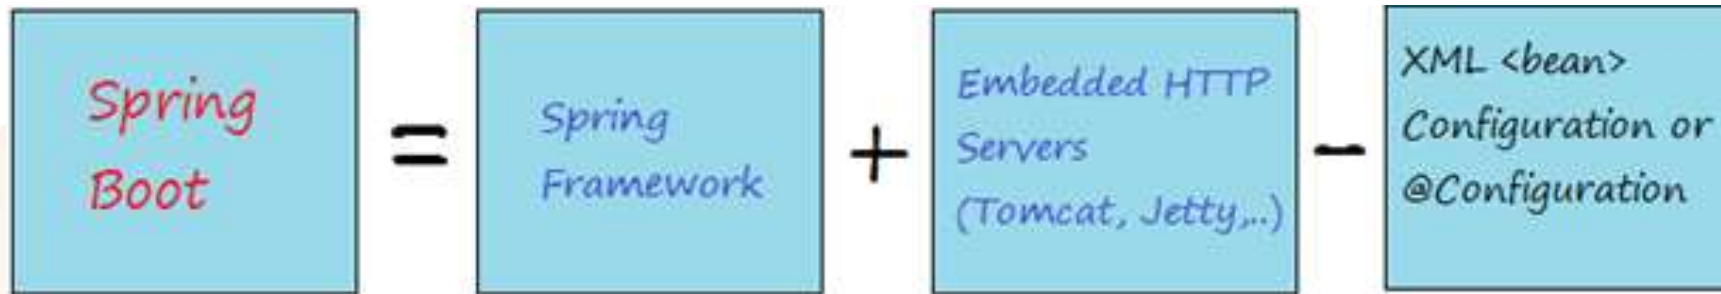 Spring
Boot
=
Spring
Framework
+
Embedded HTTP
Servers
(Tomcat, Jetty,..)
-
XML <bean>
Configuration or
@Configuration